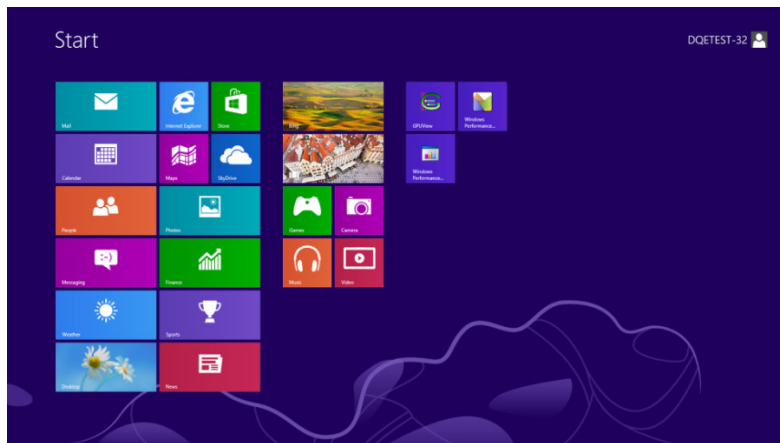 Start
DQETEST-32
Mail
Internet Explorer
Store
Bing
GPUView
Windows
Performance...
Calendar
Maps
SkyDrive
Windows
Performance...
People
Photos
Games
Camera
Messaging
Finance
Music
Video
Weather
Sports
Desktop
News